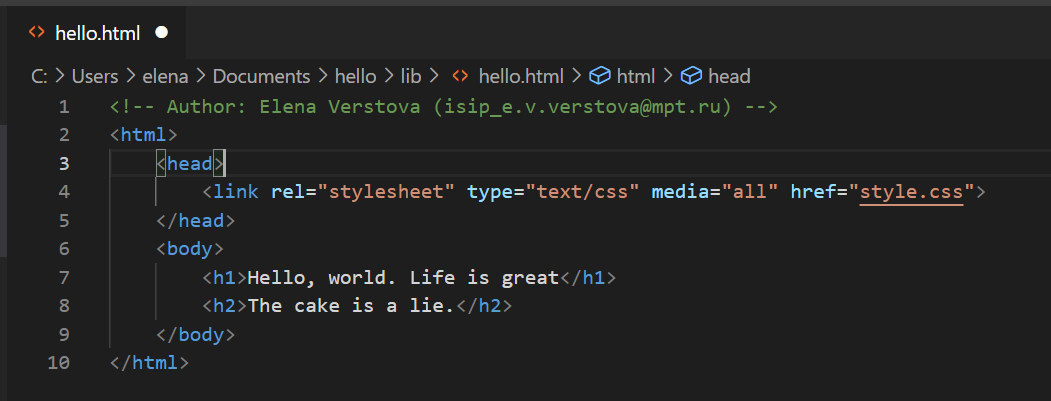 hello.html
C: > Users > elena > Documents > hello > lib > hello.html > html > head
1 <!-- Author: Elena Verstova (isip_e.v.verstova@mpt.ru) -->
2 <html>
3 <head>
4 <link rel="stylesheet" type="text/css" media="all" href="style.css">
5 </head>
6 <body>
7 <h1>Hello, world. Life is great</h1>
8 <h2>The cake is a lie.</h2>
9 </body>
10 </html>